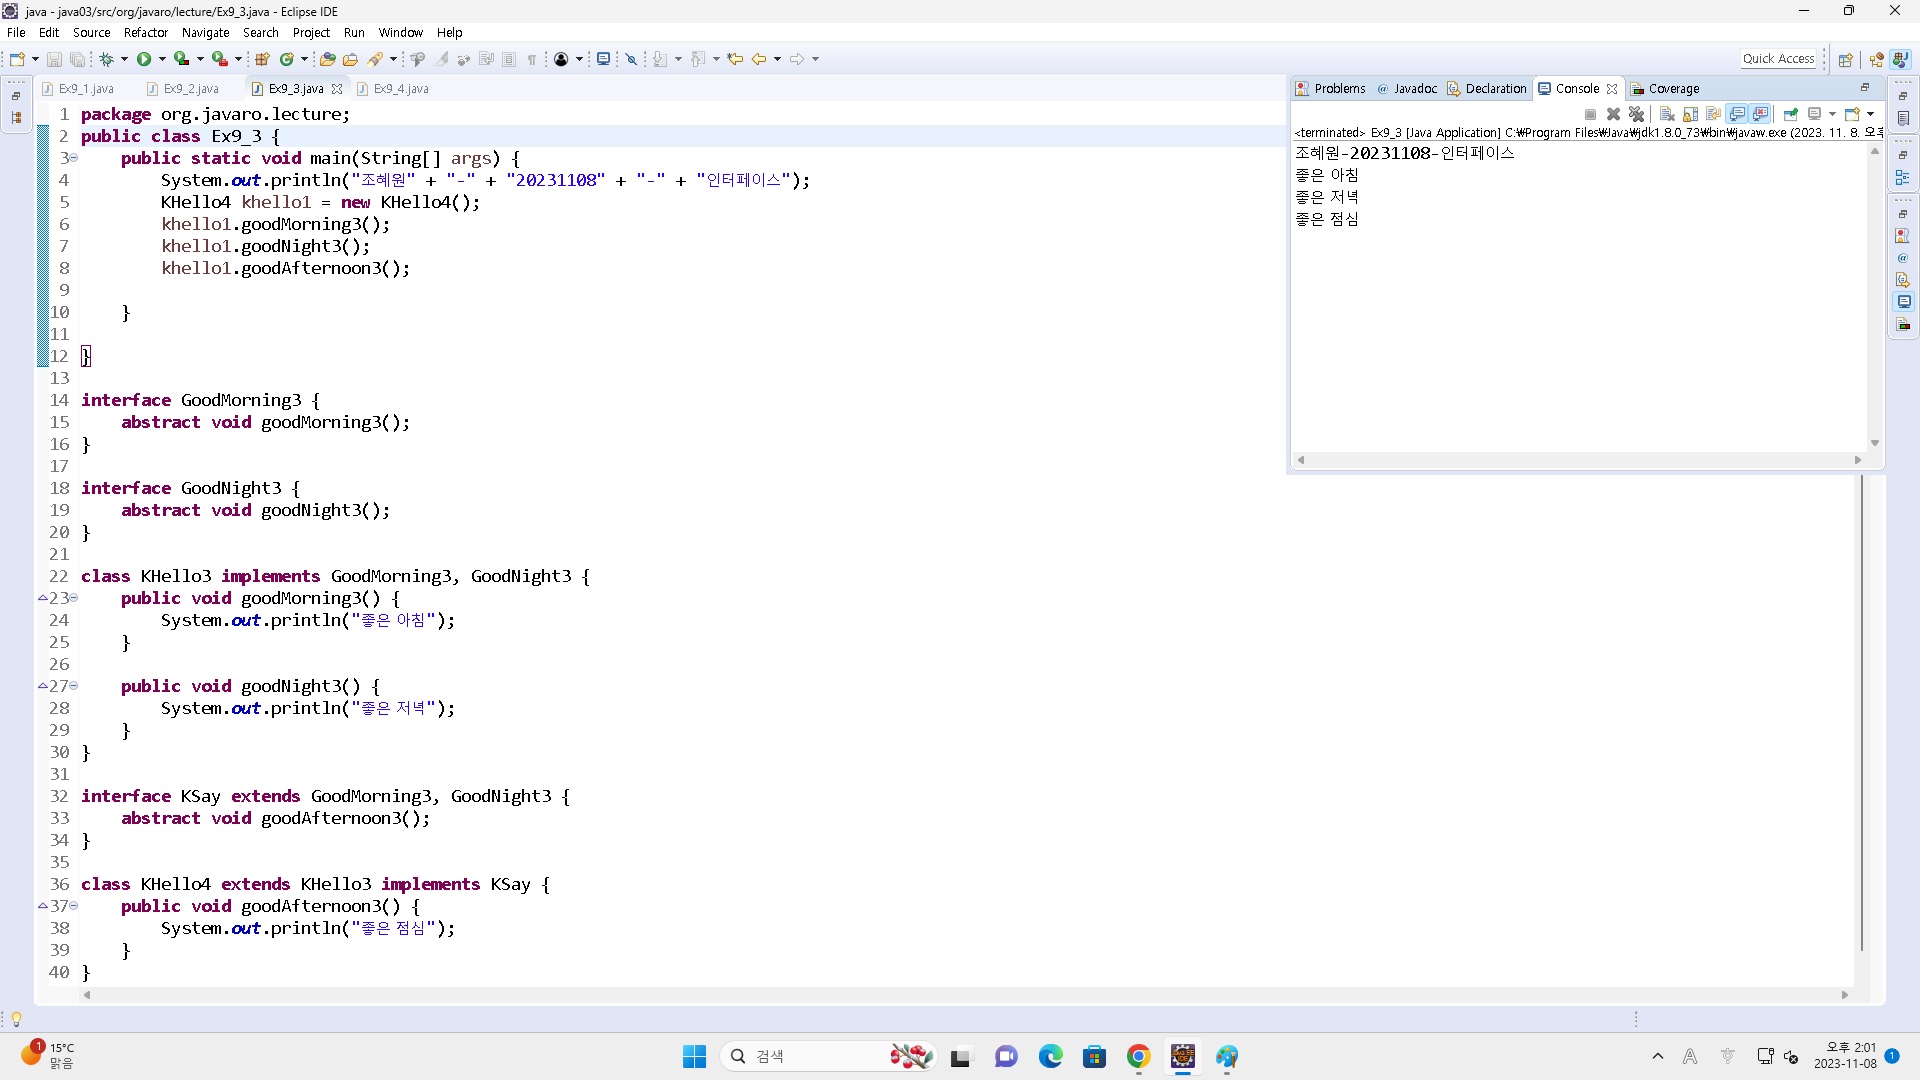 java - java03/src/org/javaro/lecture/Ex9_3.java - Eclipse IDE
File Edit Source Refactor Navigate Search Project Run Window Help
Quick Access
Ex9_1.java Ex9_2.java Ex9_3.java Ex9_4.java
1 package org.javaro.lecture;
2 public class Ex9_3 {
3 public static void main(String[] args) {
4 System.out.println("조혜원" + "-" + "20231108" + "-" + "인터페이스");
5 KHello4 khello1 = new KHello4();
6 khello1.goodMorning3();
7 khello1.goodNight3();
8 khello1.goodAfternoon3();
9
10 }
11
12 }
13
14 interface GoodMorning3 {
15 abstract void goodMorning3();
16 }
17
18 interface GoodNight3 {
19 abstract void goodNight3();
20 }
21
22 class KHello3 implements GoodMorning3, GoodNight3 {
23 public void goodMorning3() {
24 System.out.println("좋은 아침");
25 }
26
27 public void goodNight3() {
28 System.out.println("좋은 저녁");
29 }
30 }
31
32 interface KSay extends GoodMorning3, GoodNight3 {
33 abstract void goodAfternoon3();
34 }
35
36 class KHello4 extends KHello3 implements KSay {
37 public void goodAfternoon3() {
38 System.out.println("좋은 점심");
39 }
40 }
Problems @ Javadoc Declaration Console Coverage
<terminated> Ex9_3 [Java Application] C:₩Program Files₩Java₩jdk1.8.0_73₩bin₩javaw.exe (2023. 11. 8. 오후
조혜원-20231108-인터페이스
좋은 아침
좋은 저녁
좋은 점심
1
15°C
맑음
검색
A
오후 2:01
2023-11-08
1